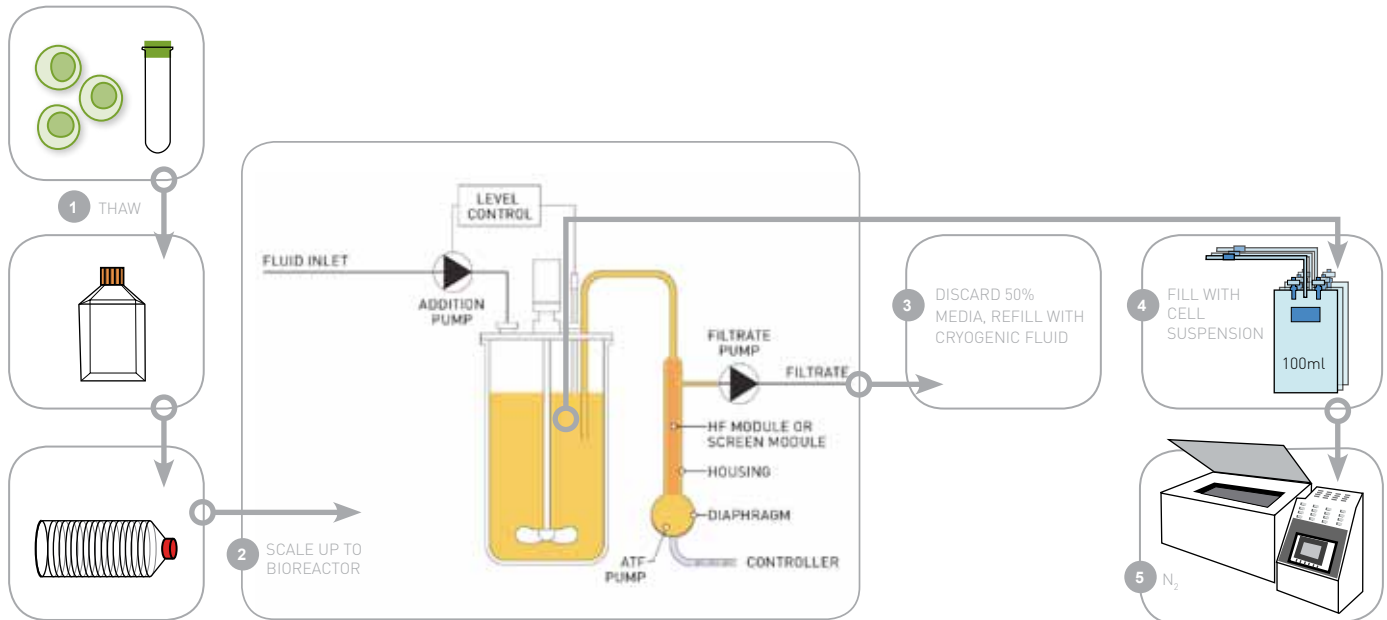 1 THAW
2 SCALE UP TO
BIOREACTOR
LEVEL
CONTROL
FLUID INLET
ADDITION
PUMP
FILTRATE
PUMP
FILTRATE
HF MODULE OR
SCREEN MODULE
HOUSING
DIAPHRAGM
ATF
PUMP
CONTROLLER
3 DISCARD 50%
MEDIA, REFILL WITH
CRYOGENIC FLUID
4 FILL WITH
CELL
SUSPENSION
100ml
5 N₂